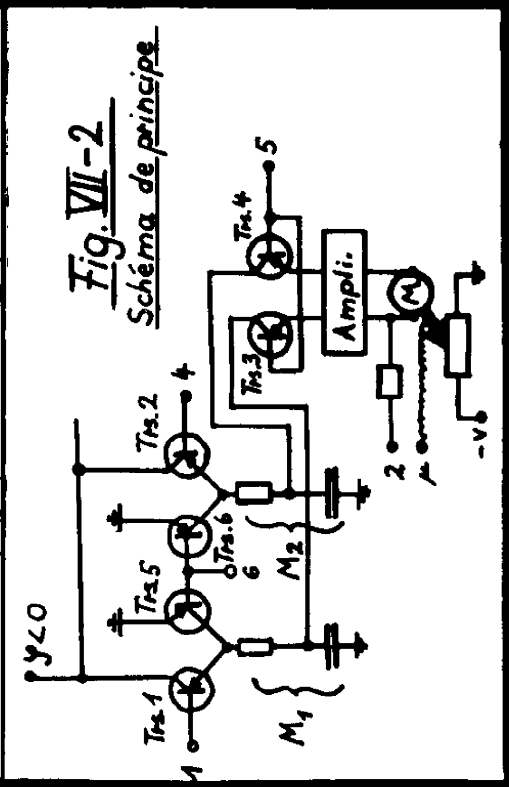 Fig. VII-2
Schéma de principe
y<0
Trs.1
Trs.5
Trs.6
Trs.2
1
6
4
M1
M2
Trs.3
Trs.4
5
Ampli.
M
2
μ
-V